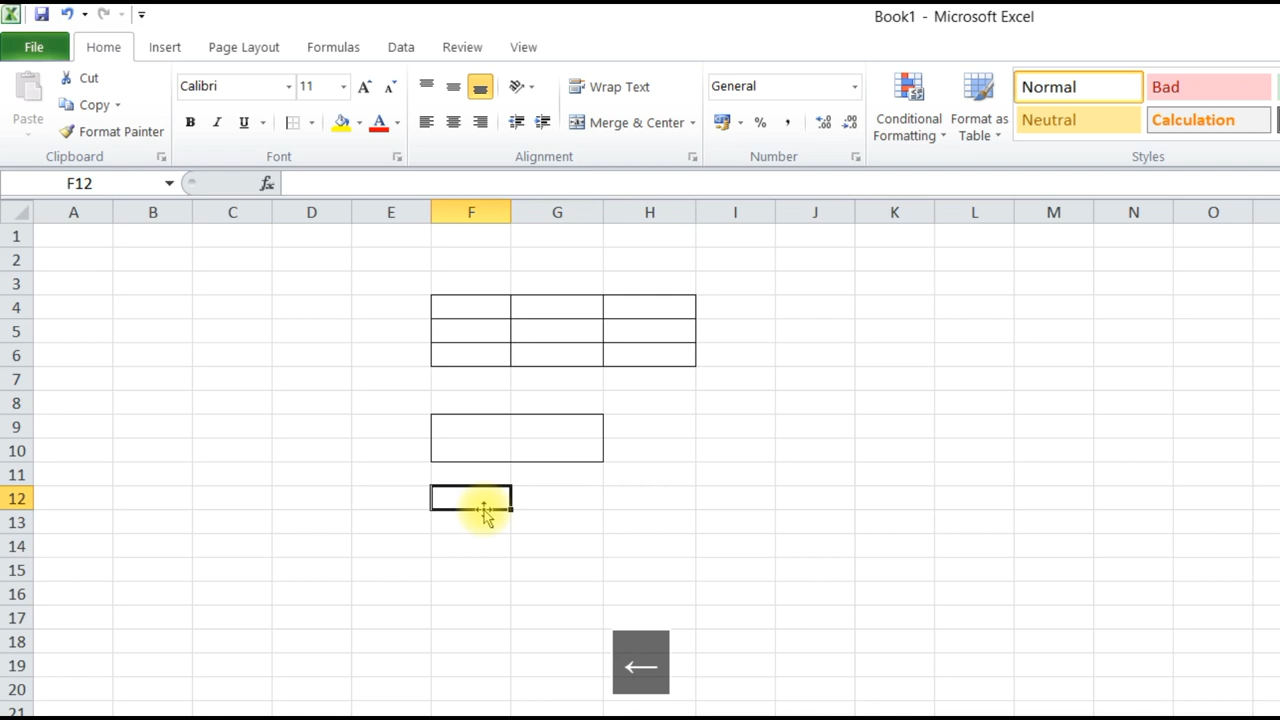 Book1 - Microsoft Excel
File Home Insert Page Layout Formulas Data Review View
Paste
Cut
Copy
Format Painter
Clipboard
Calibri 11
B I U A
Font
Wrap Text
Merge & Center
Alignment
General
% ,
Number
Conditional Formatting
Format as Table
Normal Bad
Neutral Calculation
Styles
F12 fx
A B C D E F G H I J K L M N O
1
2
3
4
5
6
7
8
9
10
11
12
13
14
15
16
17
18
19
20
21
←